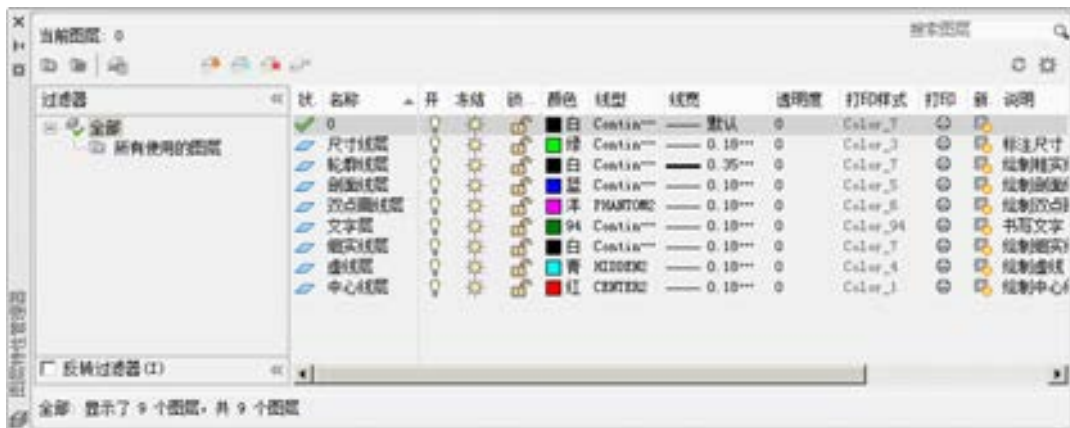 当前图层: 0
搜索图层
过滤器
全部
所有使用的图层
状 名称 开 冻结 锁 颜色 线型 线宽 透明度 打印样式 打印 新 说明
0 白 Contin… 默认 0 Color_7
尺寸线层 绿 Contin… 0.18… 0 Color_3 标注尺寸
轮廓线层 白 Contin… 0.35… 0 Color_7 绘制粗实
剖面线层 蓝 Contin… 0.18… 0 Color_5 绘制剖面
双点画线层 洋 PHANTOM2 0.18… 0 Color_6 绘制双点
文字层 94 Contin… 0.18… 0 Color_94 书写文字
细实线层 白 Contin… 0.18… 0 Color_7 绘制细实
虚线层 青 HIDDEN2 0.18… 0 Color_4 绘制虚线
中心线层 红 CENTER2 0.18… 0 Color_1 绘制中心
反转过滤器(I)
全部: 显示了 9 个图层，共 9 个图层
图层特性管理器